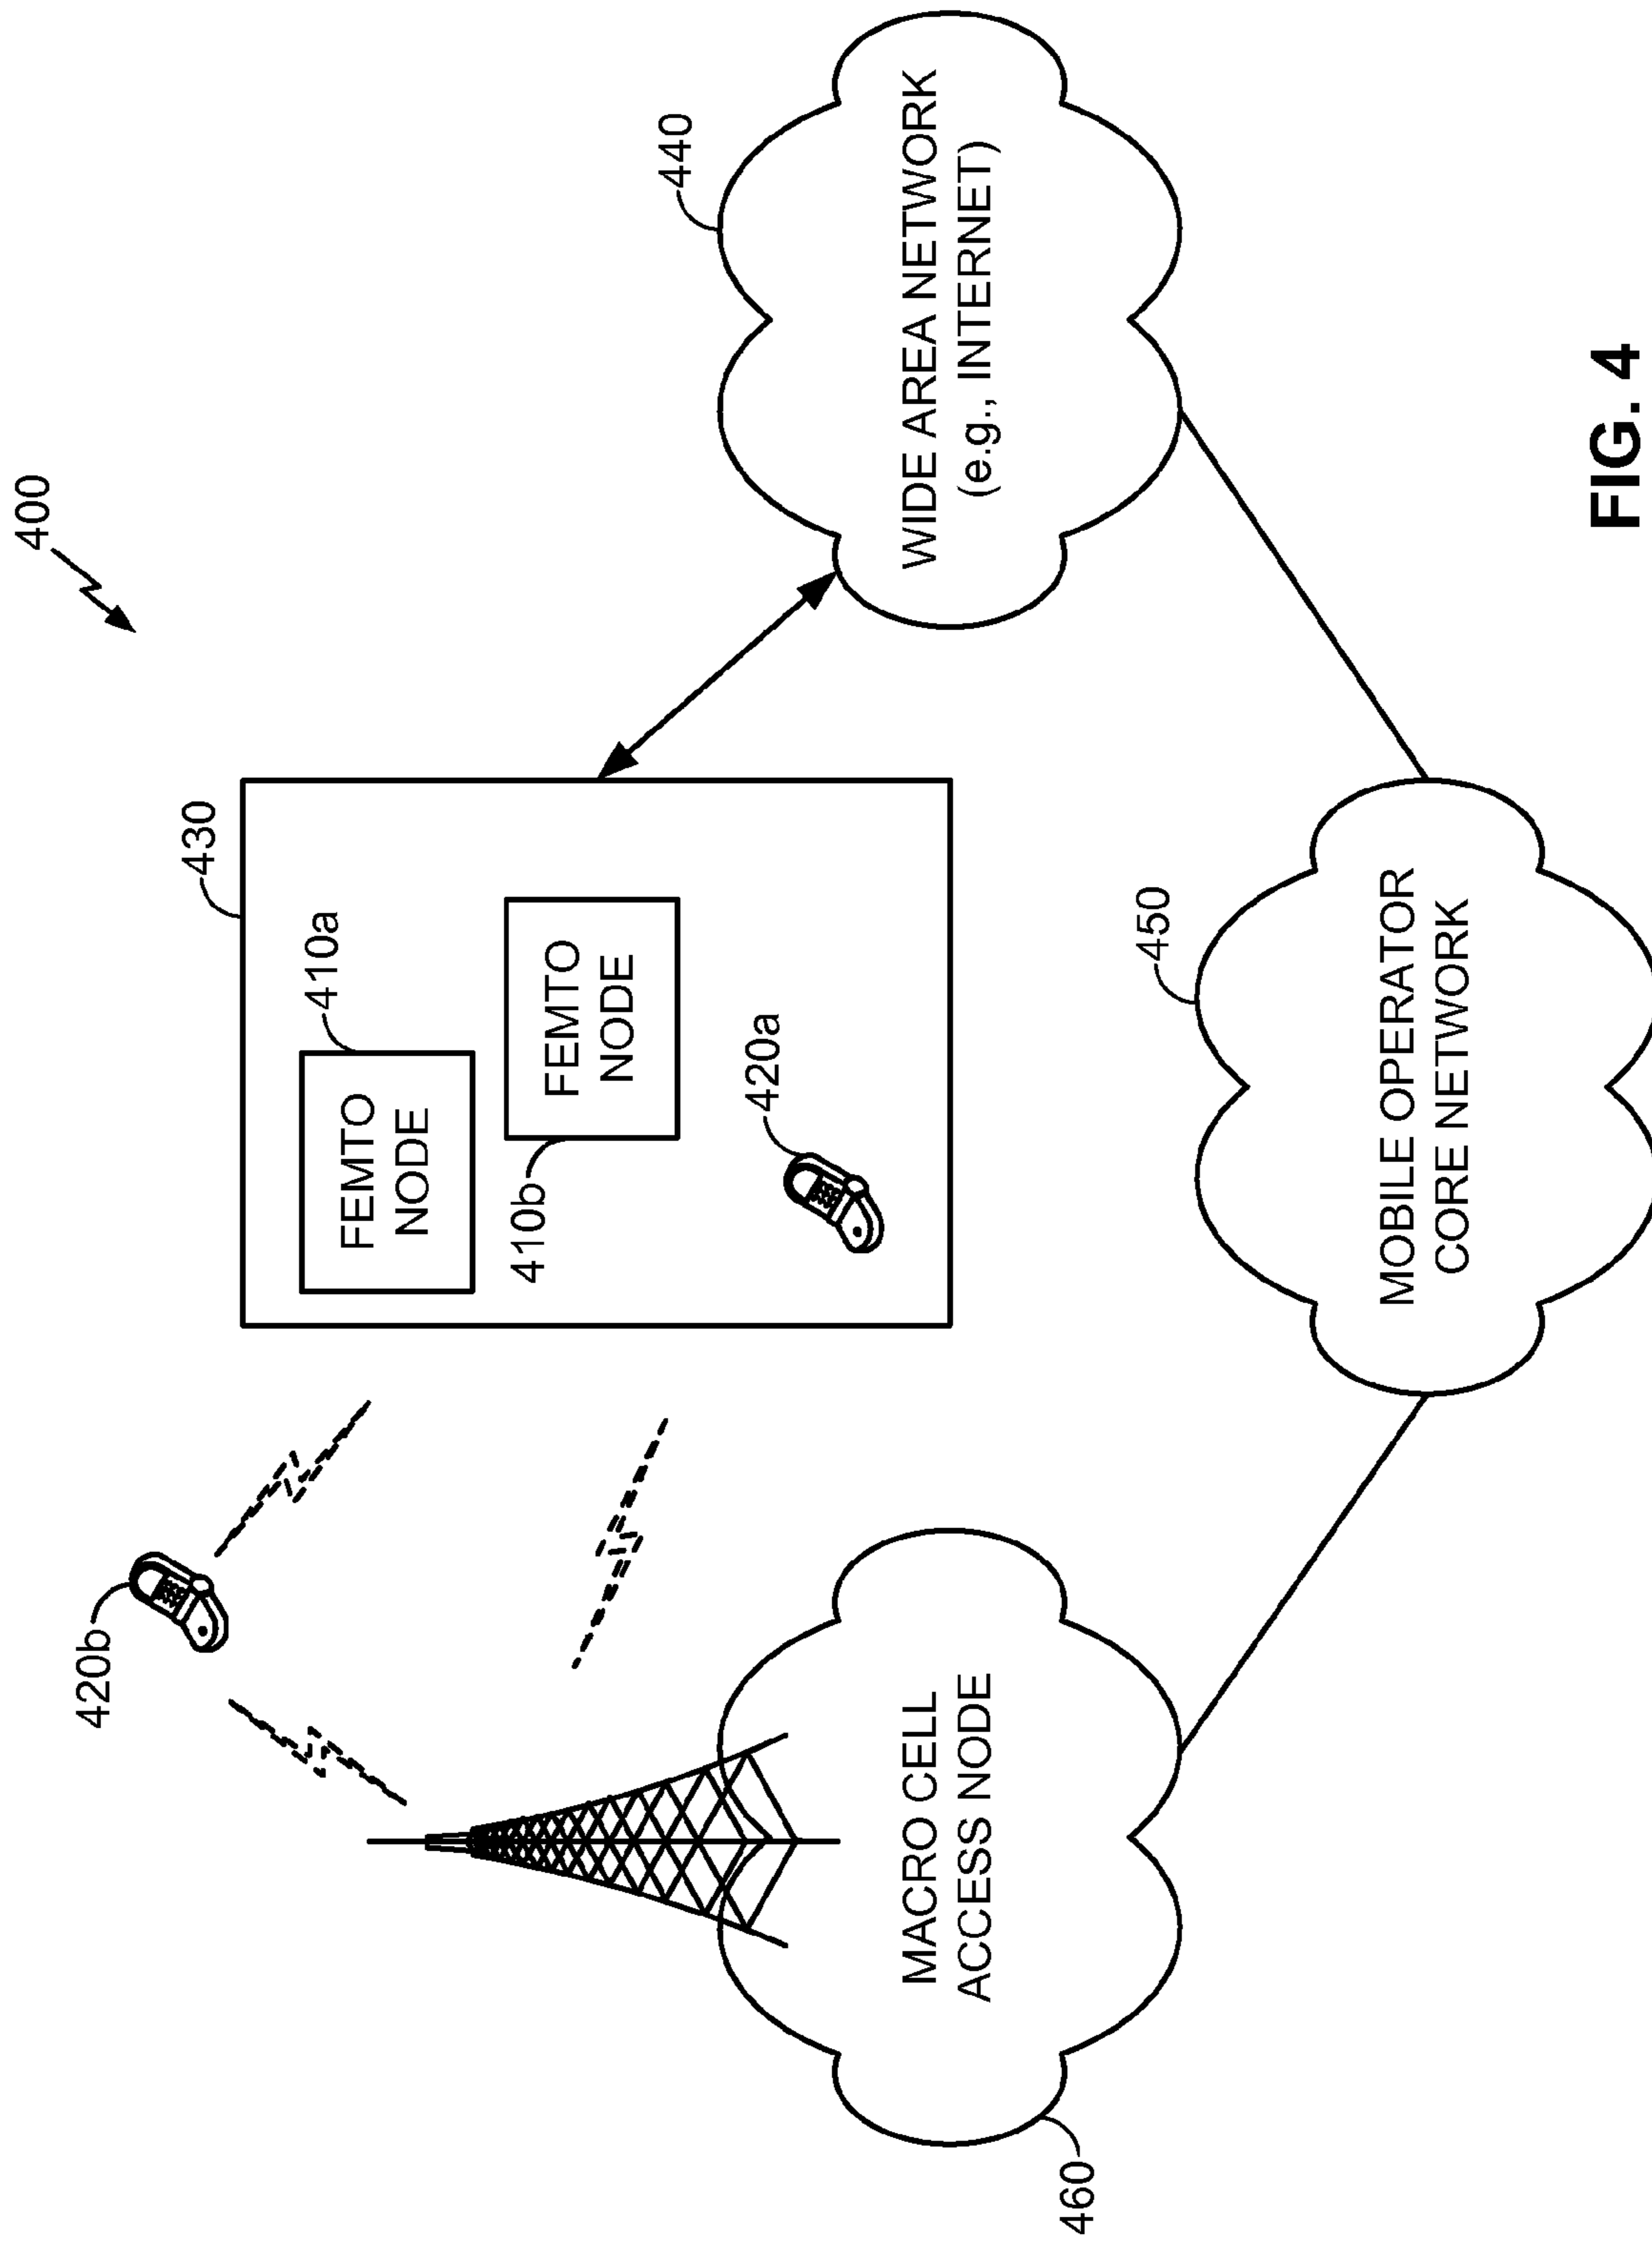 400
420b
430
410a
FEMTO
NODE
410b
FEMTO
NODE
420a
440
MACRO CELL
ACCESS NODE
WIDE AREA NETWORK
(e.g., INTERNET)
460
450
MOBILE OPERATOR
CORE NETWORK
FIG. 4